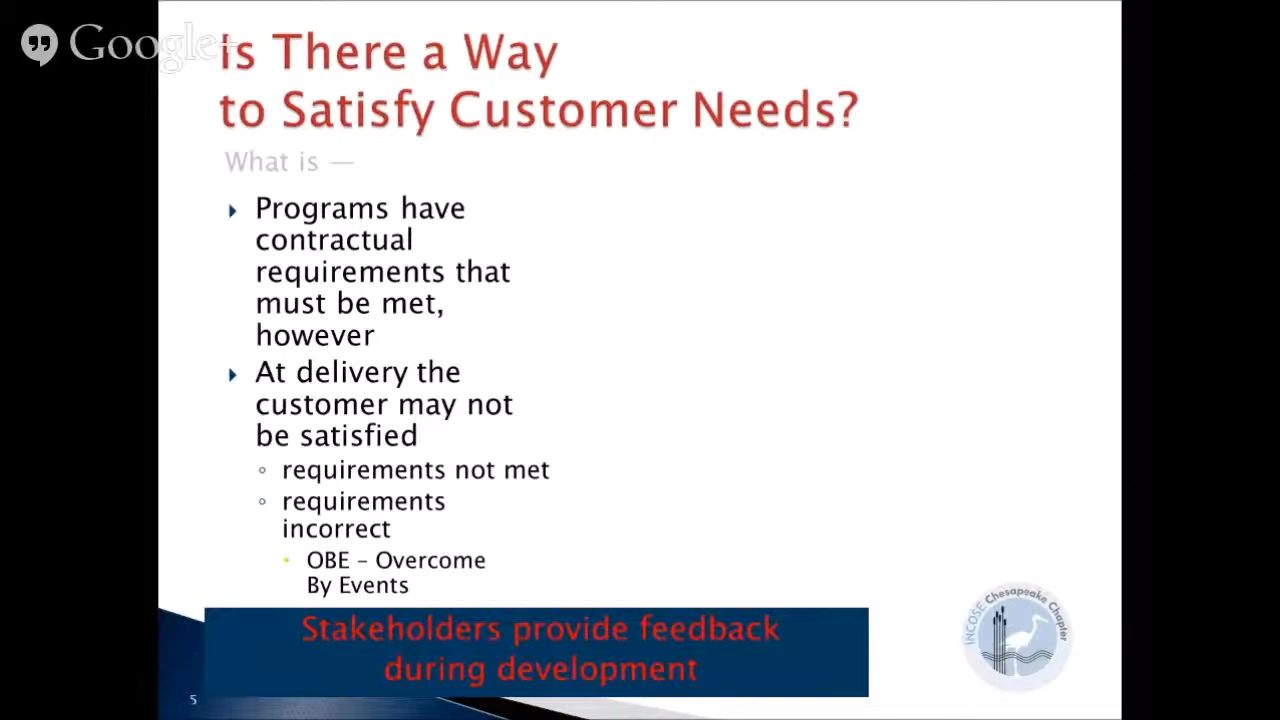 Google+
Is There a Way
to Satisfy Customer Needs?
What is —
Programs have
contractual
requirements that
must be met,
however
At delivery the
customer may not
be satisfied
requirements not met
requirements
incorrect
OBE – Overcome
By Events
Stakeholders provide feedback
during development
INCOSE Chesapeake Chapter
5